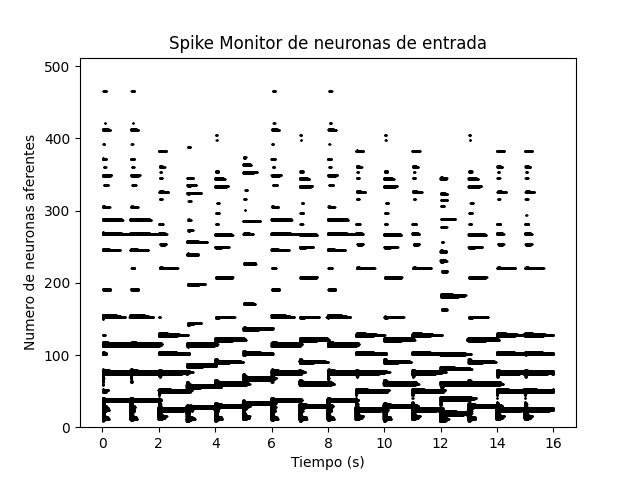 Spike Monitor de neuronas de entrada
Numero de neuronas aferentes
500
400
300
200
100
0
0 2 4 6 8 10 12 14 16
Tiempo (s)